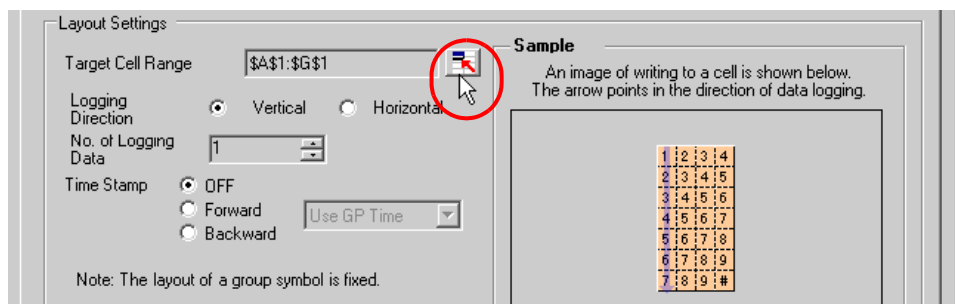 Layout Settings
Target Cell Range
$A$1:$G$1
Logging
Direction
Vertical
Horizontal
No. of Logging
Data
1
Time Stamp
OFF
Forward
Backward
Use GP Time
Note: The layout of a group symbol is fixed.
Sample
An image of writing to a cell is shown below.
The arrow points in the direction of data logging.
1 2 3 4
2 3 4 5
3 4 5 6
4 5 6 7
5 6 7 8
6 7 8 9
7 8 9 #